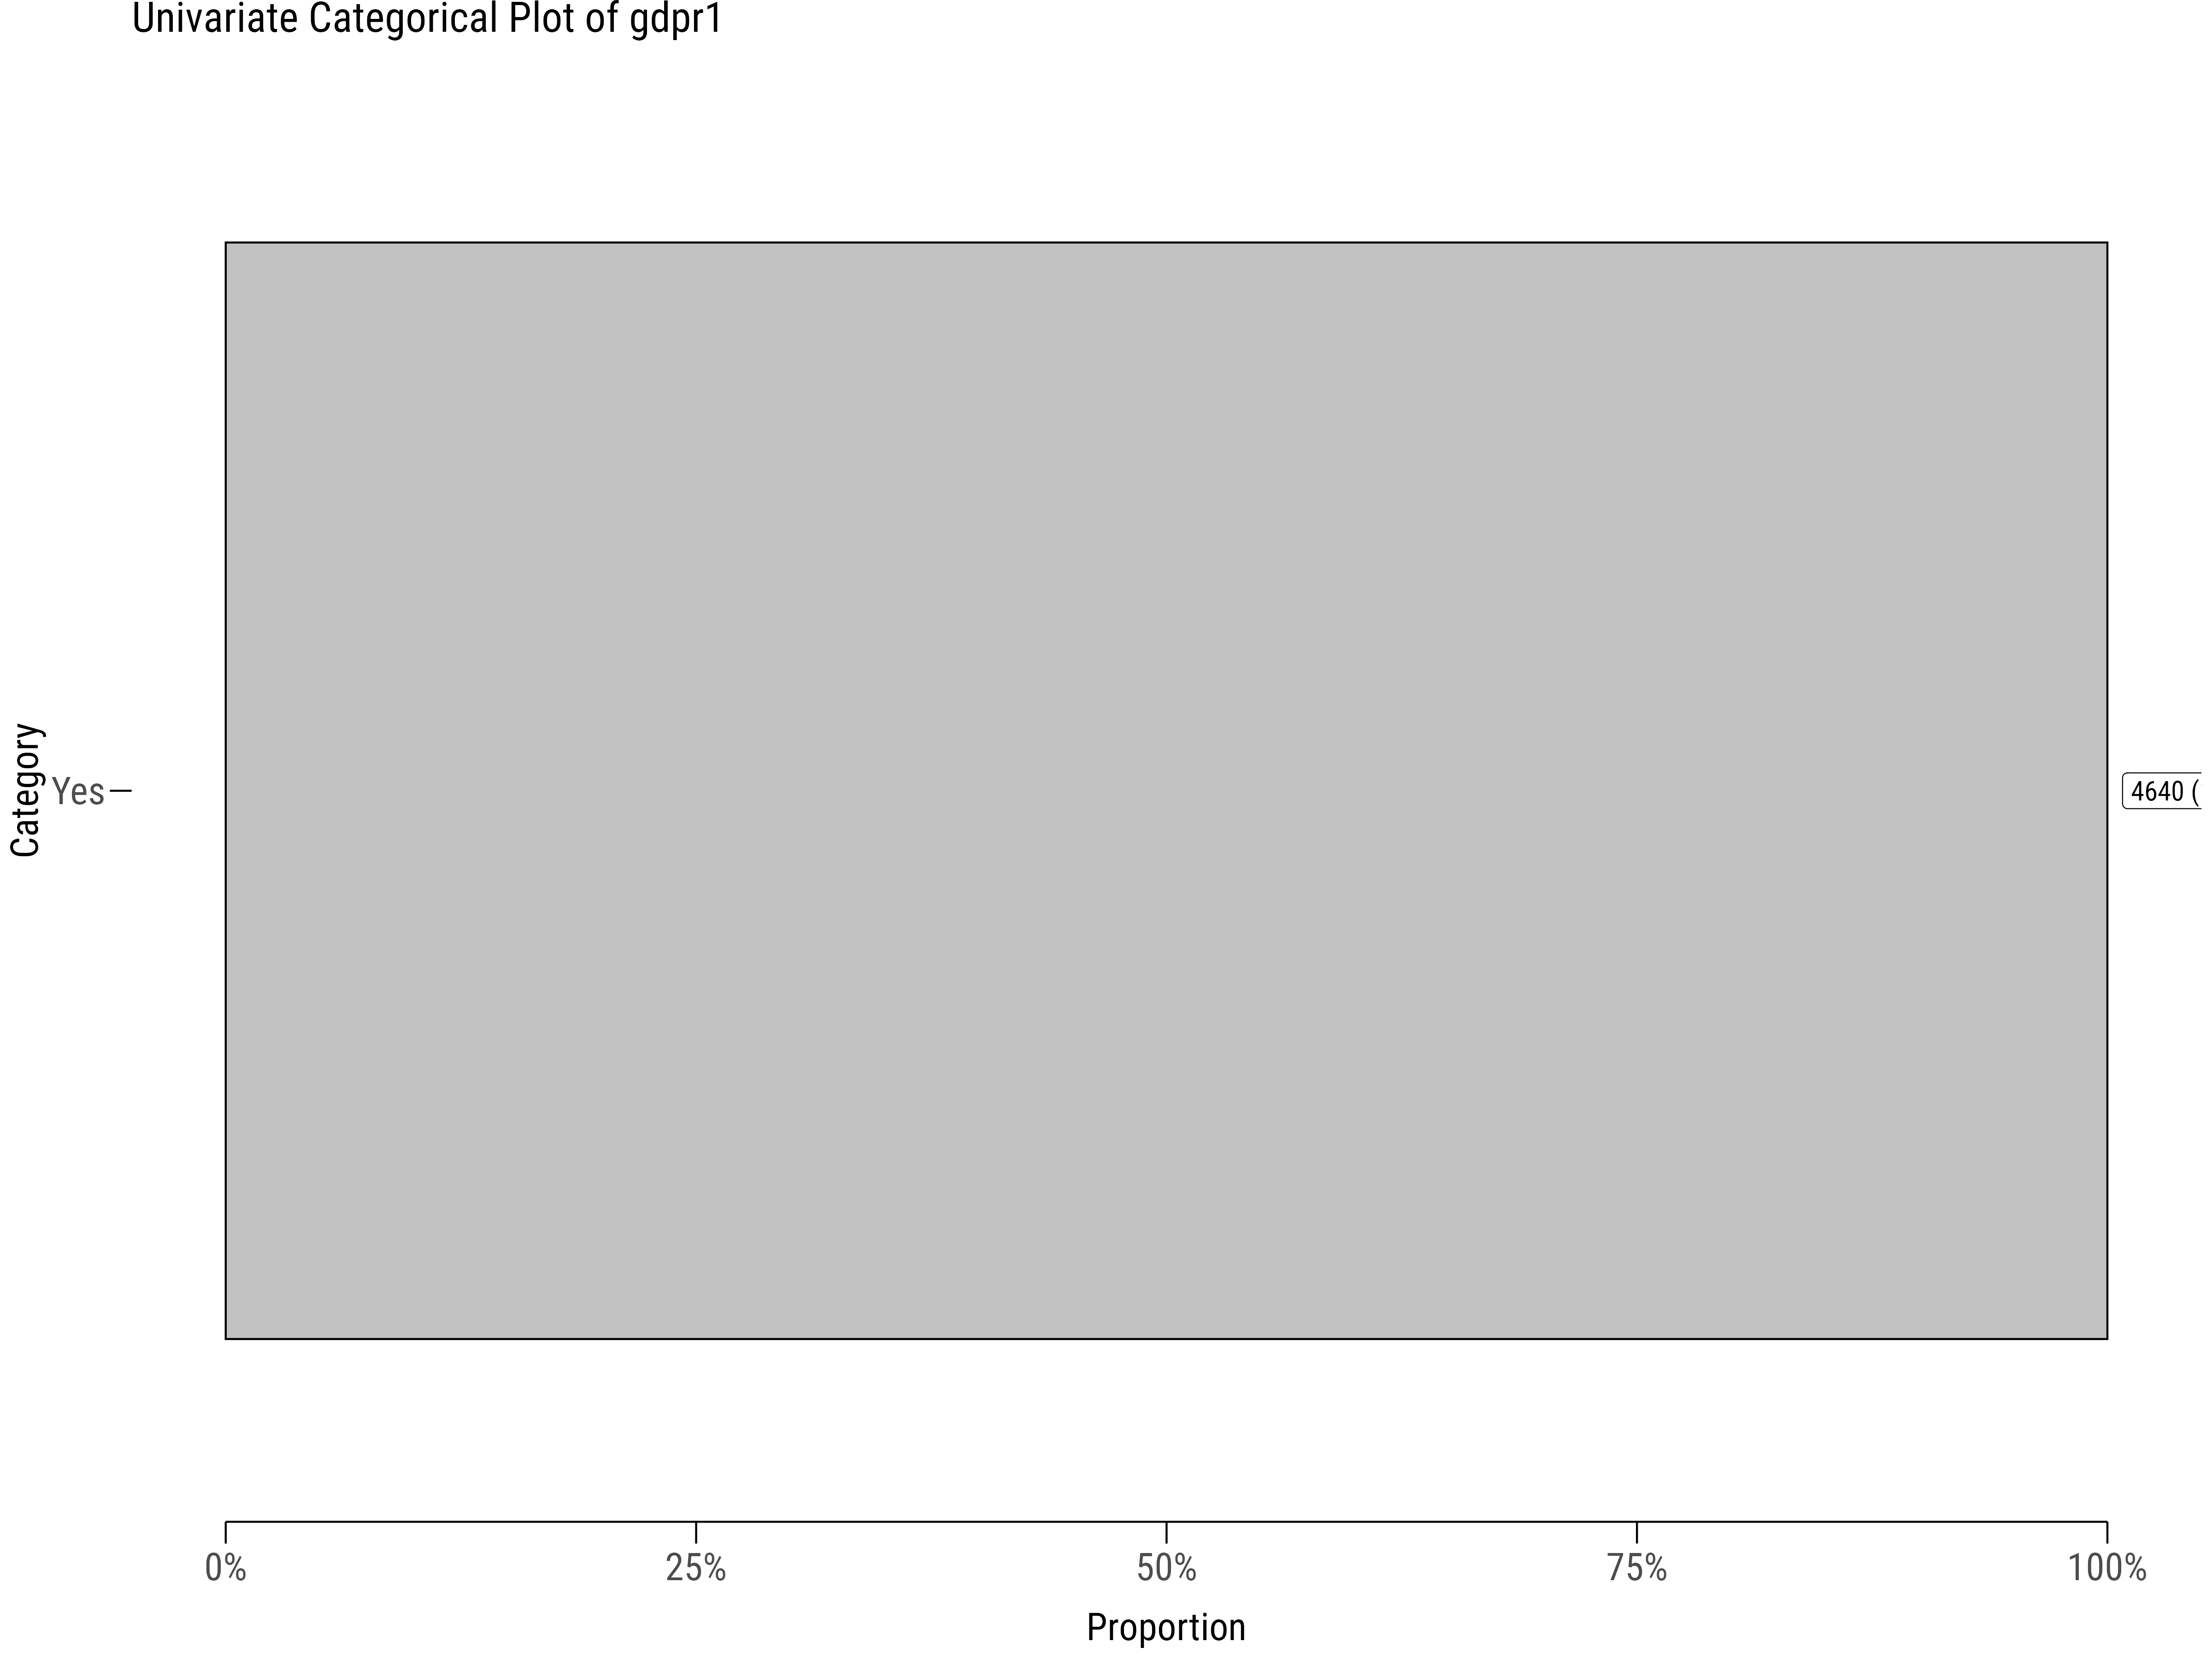 Univariate Categorical Plot of gdpr1
Category
Yes
4640 (
0% 25% 50% 75% 100%
Proportion